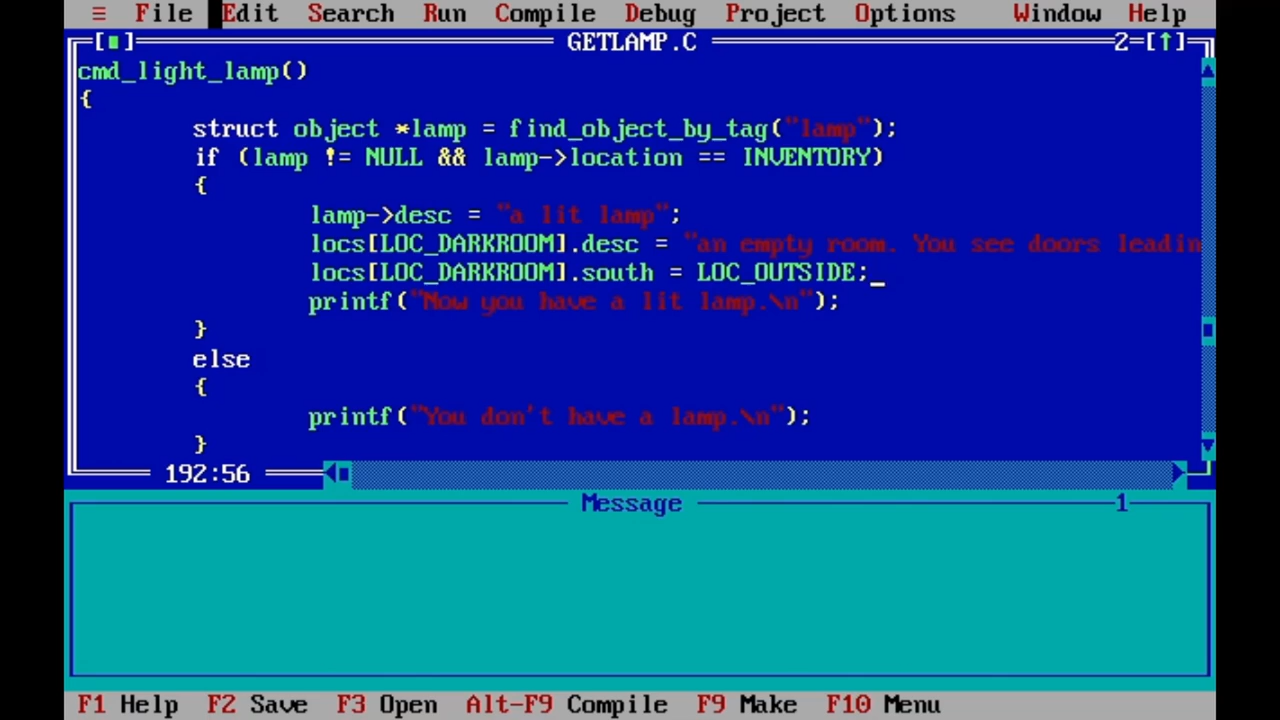 ≡ File Edit Search Run Compile Debug Project Options Window Help
[■] GETLAMP.C 2=[↑]
cmd_light_lamp()
{
struct object *lamp = find_object_by_tag("lamp");
if (lamp != NULL && lamp->location == INVENTORY)
{
lamp->desc = "a lit lamp";
locs[LOC_DARKROOM].desc = "an empty room. You see doors leadin
locs[LOC_DARKROOM].south = LOC_OUTSIDE;_
printf("Now you have a lit lamp.\n");
}
else
{
printf("You don't have a lamp.\n");
}
192:56
Message 1
F1 Help F2 Save F3 Open Alt-F9 Compile F9 Make F10 Menu